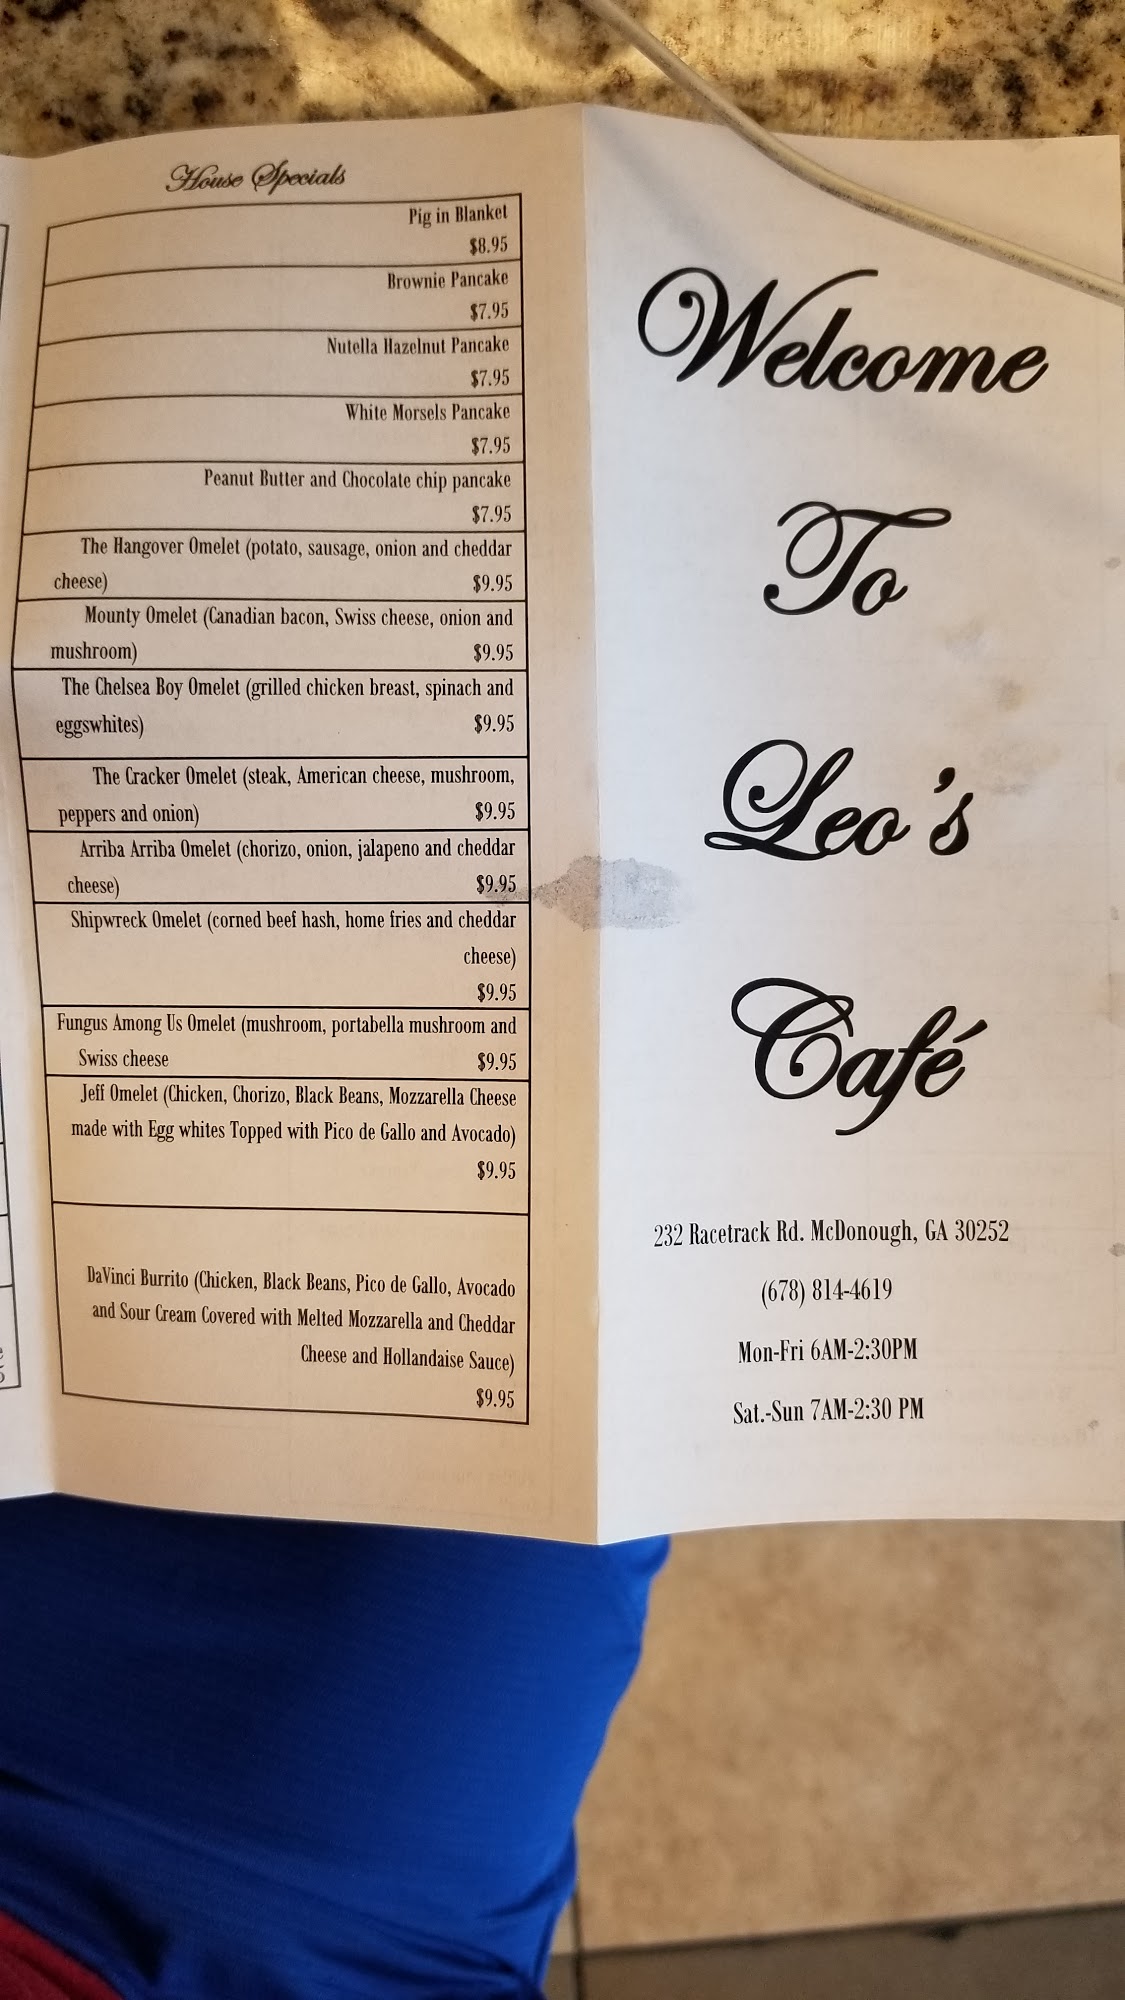 House Specials
Pig in Blanket
$8.95
Brownie Pancake
$7.95
Nutella Hazelnut Pancake
$7.95
White Morsels Pancake
$7.95
Peanut Butter and Chocolate chip pancake
$7.95
The Hangover Omelet (potato, sausage, onion and cheddar
cheese) $9.95
Mounty Omelet (Canadian bacon, Swiss cheese, onion and
mushroom) $9.95
The Chelsea Boy Omelet (grilled chicken breast, spinach and
eggswhites) $9.95
The Cracker Omelet (steak, American cheese, mushroom,
peppers and onion) $9.95
Arriba Arriba Omelet (chorizo, onion, jalapeno and cheddar
cheese) $9.95
Shipwreck Omelet (corned beef hash, home fries and cheddar
cheese)
$9.95
Fungus Among Us Omelet (mushroom, portabella mushroom and
Swiss cheese $9.95
Jeff Omelet (Chicken, Chorizo, Black Beans, Mozzarella Cheese
made with Egg whites Topped with Pico de Gallo and Avocado)
$9.95
DaVinci Burrito (Chicken, Black Beans, Pico de Gallo, Avocado
and Sour Cream Covered with Melted Mozzarella and Cheddar
Cheese and Hollandaise Sauce)
$9.95
Welcome
To
Leo's
Café
232 Racetrack Rd. McDonough, GA 30252
(678) 814-4619
Mon-Fri 6AM-2:30PM
Sat.-Sun 7AM-2:30 PM